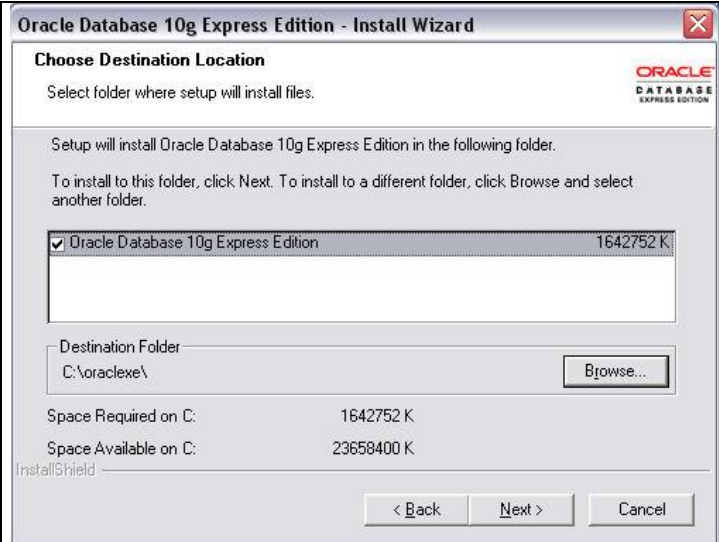 Oracle Database 10g Express Edition - Install Wizard
Choose Destination Location
Select folder where setup will install files.
ORACLE
DATABASE
EXPRESS EDITION
Setup will install Oracle Database 10g Express Edition in the following folder.
To install to this folder, click Next. To install to a different folder, click Browse and select
another folder.
Oracle Database 10g Express Edition 1642752 K
Destination Folder
C:\oraclexe\
Browse...
Space Required on C: 1642752 K
Space Available on C: 23658400 K
InstallShield
< Back Next > Cancel